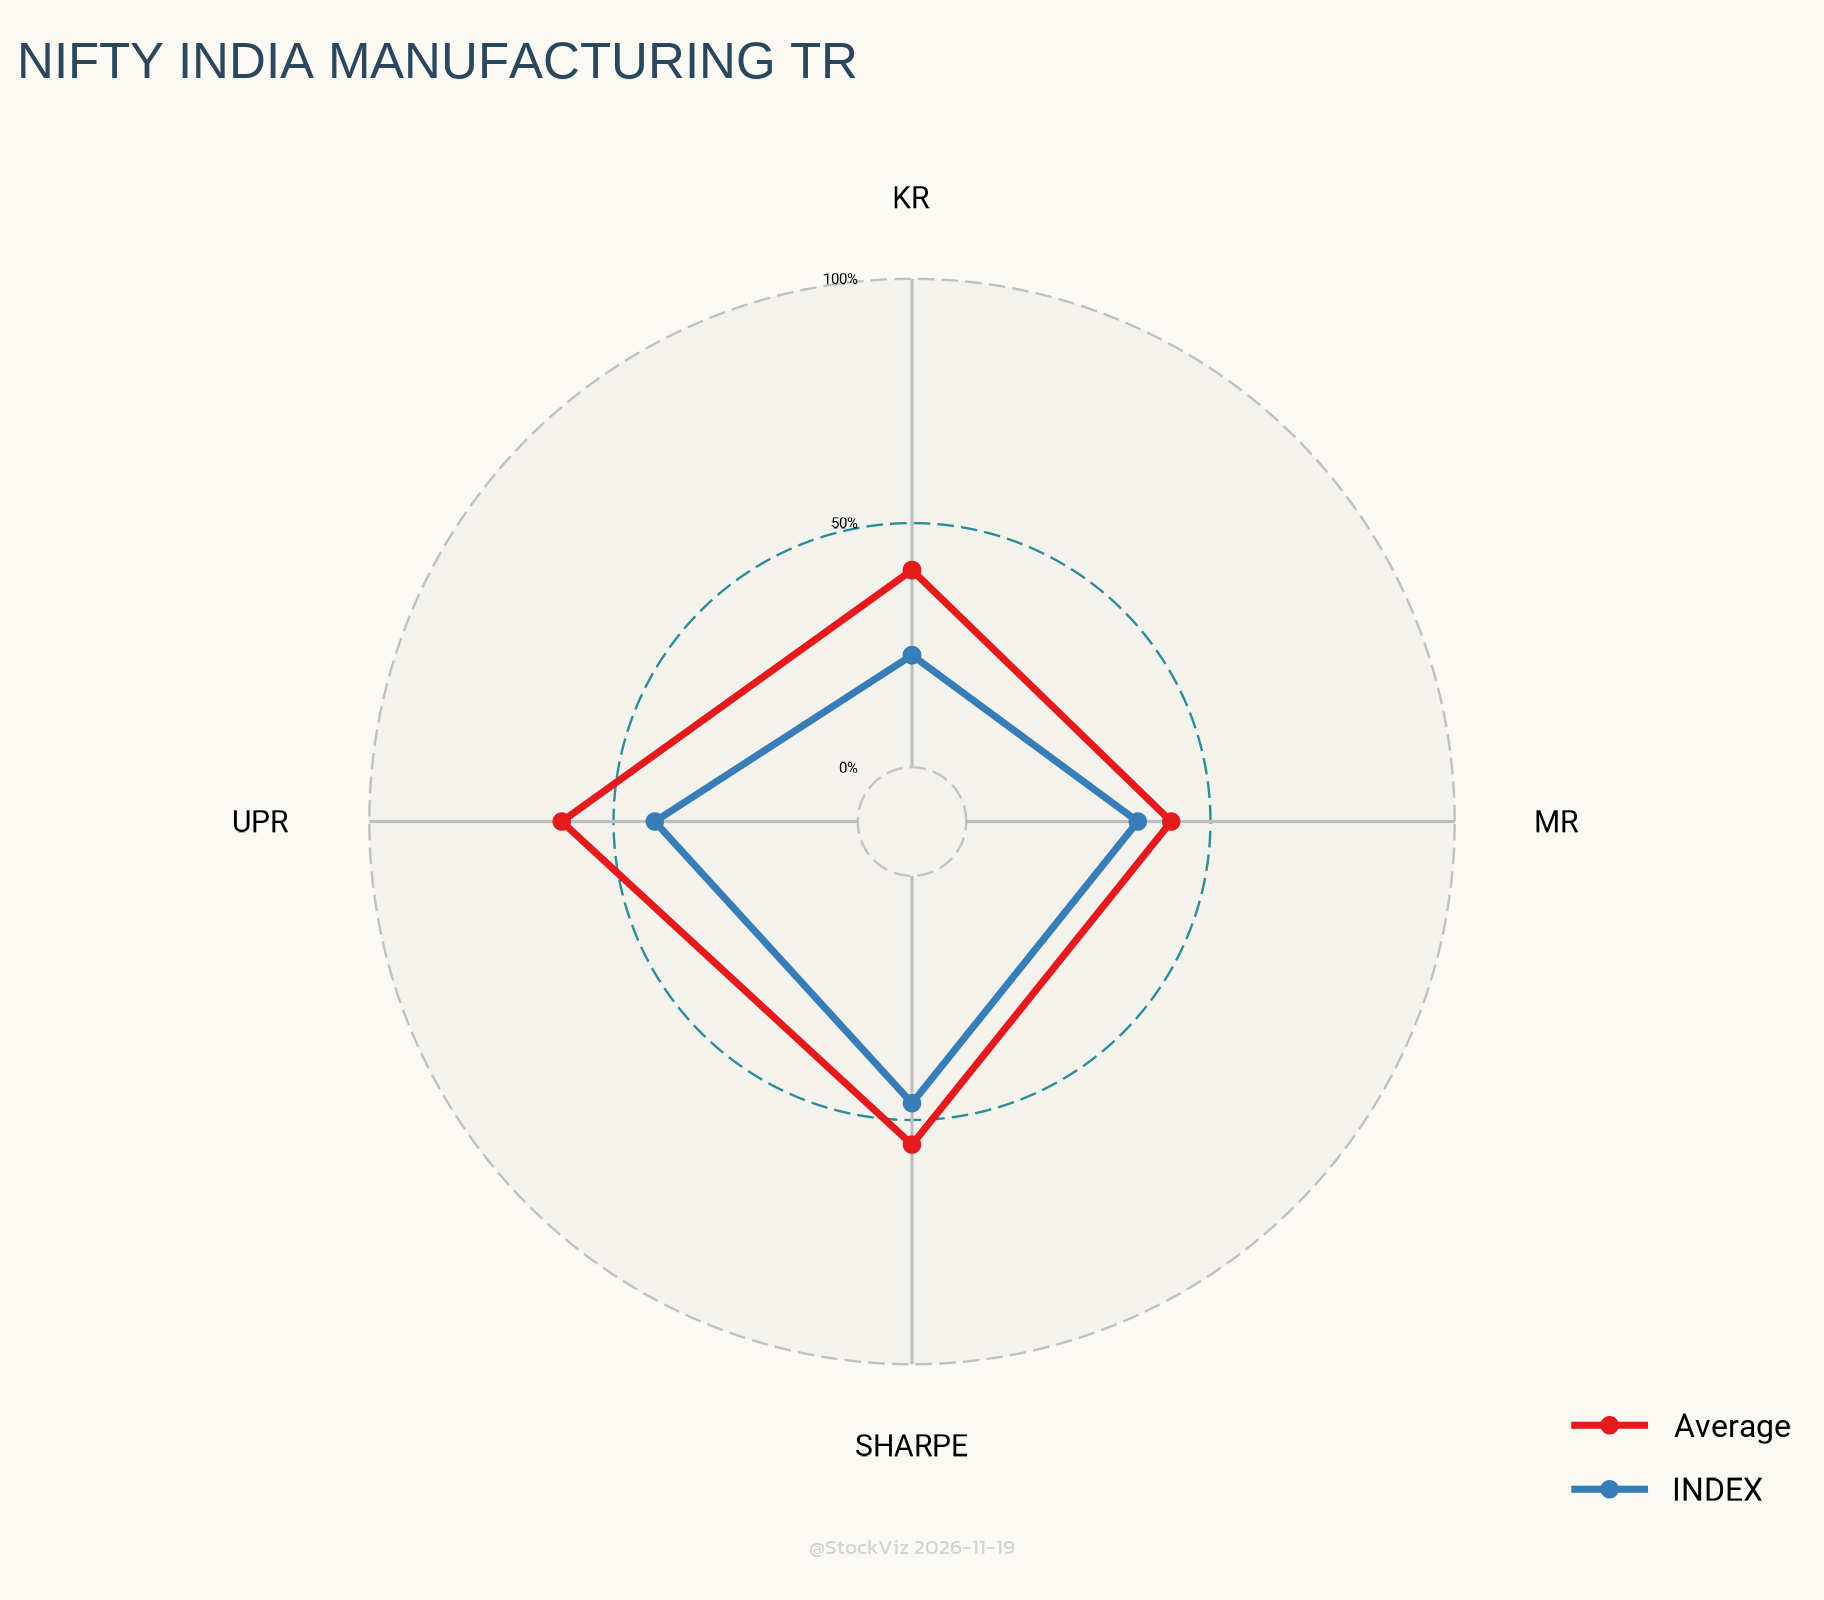 NIFTY INDIA MANUFACTURING TR
KR
100%
50%
0%
UPR
MR
SHARPE
Average
INDEX
@StockViz 2026-11-19